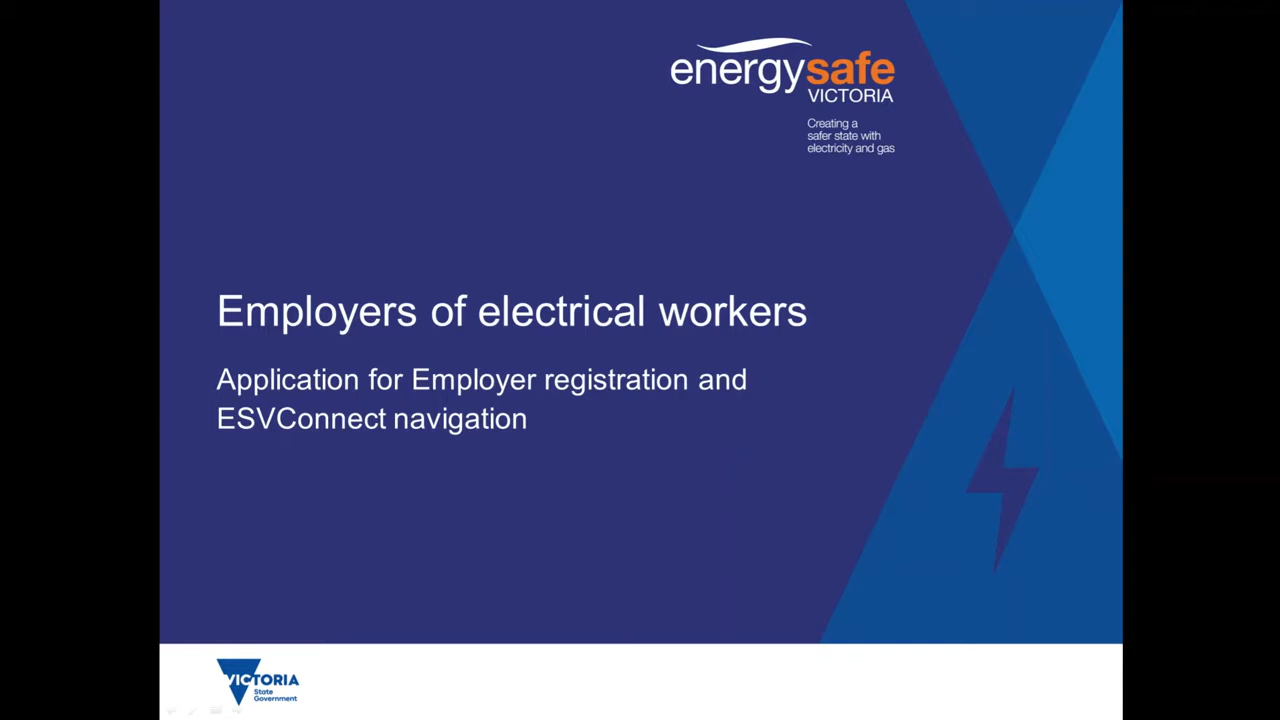 energysafe
VICTORIA
Creating a
safer state with
electricity and gas
Employers of electrical workers
Application for Employer registration and
ESVConnect navigation
VICTORIA
State
Government